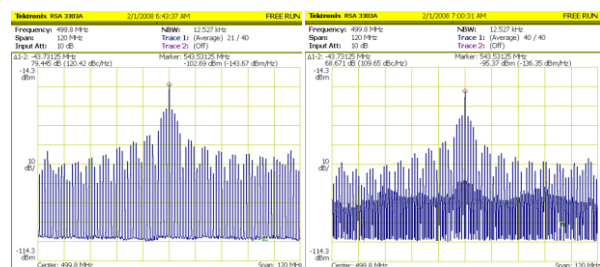 Tektronix RSA 3303A 2/1/2008 6:43:37 AM FREE RUN
Frequency: 499.8 MHz NBW: 12.527 kHz
Span: 120 MHz Trace 1: (Average) 21 / 40
Input Att: 10 dB Trace 2: (Off)
Δ1-2: -43.73125 MHz Marker: 543.53125 MHz
79.445 dB (120.42 dBc/Hz) -102.69 dBm (-143.67 dBm/Hz)
-14.3
dBm
10
dB/
-114.3
dBm
Center: 499.8 MHz Span: 120 MHz
Tektronix RSA 3303A 2/1/2008 7:00:31 AM FREE RUN
Frequency: 499.8 MHz NBW: 12.527 kHz
Span: 120 MHz Trace 1: (Average) 40 / 40
Input Att: 10 dB Trace 2: (Off)
Δ1-2: -43.73125 MHz Marker: 543.53125 MHz
68.671 dB (109.65 dBc/Hz) -95.37 dBm (-136.35 dBm/Hz)
-14.3
dBm
10
dB/
-114.3
dBm
Center: 499.8 MHz Span: 120 MHz